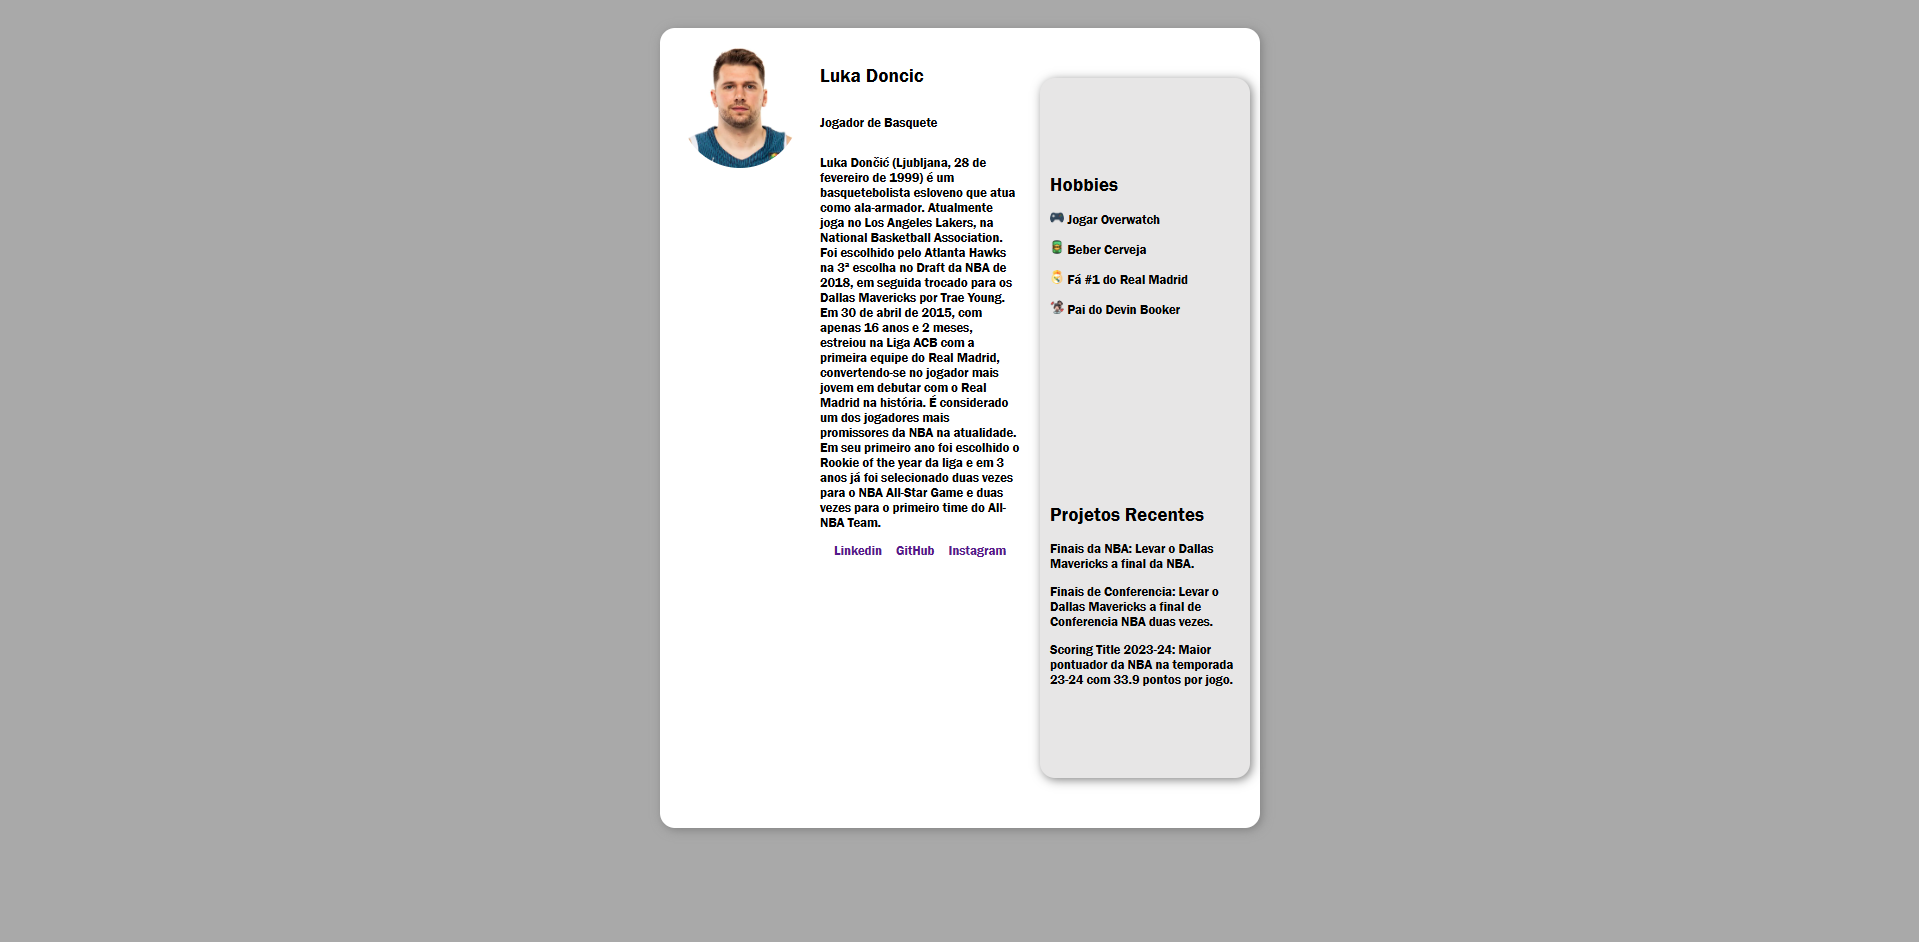 Luka Doncic
Jogador de Basquete
Luka Dončić (Ljubljana, 28 de
fevereiro de 1999) é um
basquetebolista esloveno que atua
como ala-armador. Atualmente
joga no Los Angeles Lakers, na
National Basketball Association.
Foi escolhido pelo Atlanta Hawks
na 3ª escolha no Draft da NBA de
2018, em seguida trocado para os
Dallas Mavericks por Trae Young.
Em 30 de abril de 2015, com
apenas 16 anos e 2 meses,
estreiou na Liga ACB com a
primeira equipe do Real Madrid,
convertendo-se no jogador mais
jovem em debutar com o Real
Madrid na história. É considerado
um dos jogadores mais
promissores da NBA na atualidade.
Em seu primeiro ano foi escolhido o
Rookie of the year da liga e em 3
anos já foi selecionado duas vezes
para o NBA All-Star Game e duas
vezes para o primeiro time do All-
NBA Team.
Linkedin GitHub Instagram
Hobbies
Jogar Overwatch
Beber Cerveja
Fá #1 do Real Madrid
Pai do Devin Booker
Projetos Recentes
Finais da NBA: Levar o Dallas
Mavericks a final da NBA.
Finais de Conferencia: Levar o
Dallas Mavericks a final de
Conferencia NBA duas vezes.
Scoring Title 2023-24: Maior
pontuador da NBA na temporada
23-24 com 33.9 pontos por jogo.